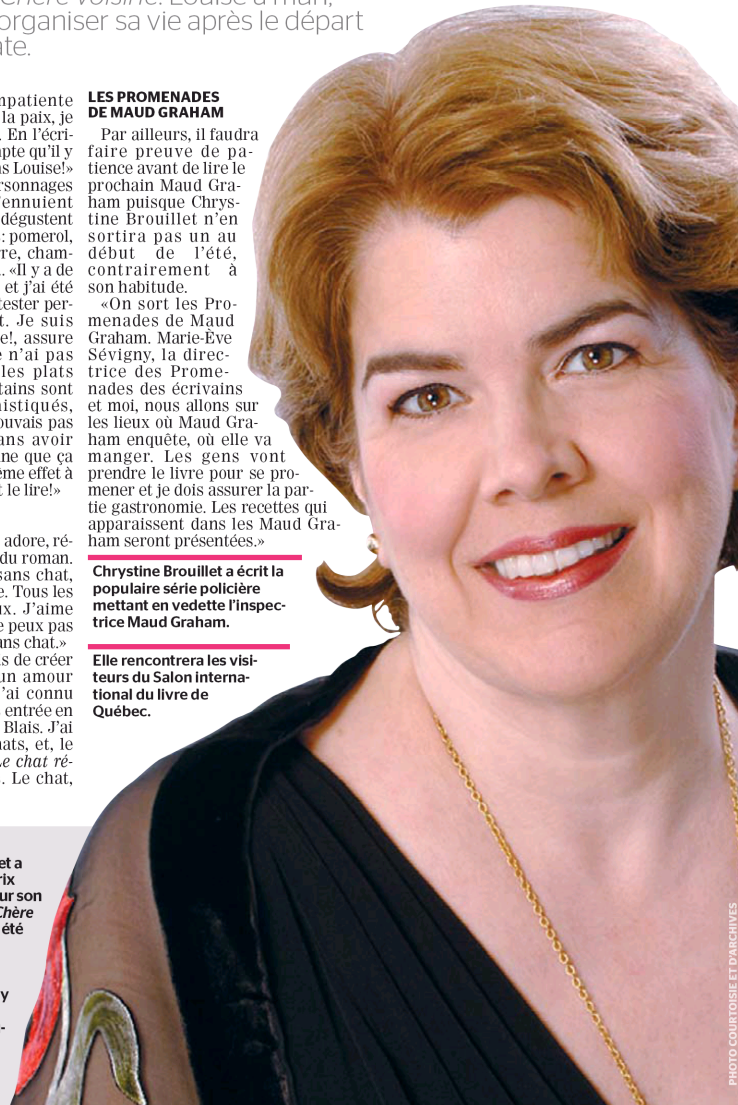 Chère voisine. Louise a mari,
organiser sa vie après le départ
ate.
npatiente
la paix, je
. En l'écri-
npte qu'il y
ns Louise!»
rsonnages
'ennuient
dégustent
: pomerol,
rre, cham-
. «Il y a de
et j'ai été
tester per-
t. Je suis
e!, assure
e n'ai pas
les plats
tains sont
nistiqués,
ouvais pas
ans avoir
ne que ça
ême effet à
t le lire!»
adore, ré-
du roman.
sans chat,
e. Tous les
ux. J'aime
e peux pas
ans chat.»
is de créer
un amour
'ai connu
entrée en
Blais. J'ai
nats, et, le
Le chat ré-
. Le chat,
et a
rix
ur son
Chère
été
y
-
LES PROMENADES
DE MAUD GRAHAM
Par ailleurs, il faudra
faire preuve de pa-
tience avant de lire le
prochain Maud Gra-
ham puisque Chrys-
tine Brouillet n'en
sortira pas un au
début de l'été,
contrairement à
son habitude.
«On sort les Pro-
menades de Maud
Graham. Marie-Ève
Sévigny, la direc-
trice des Prome-
nades des écrivains
et moi, nous allons sur
les lieux où Maud Gra-
ham enquête, où elle va
manger. Les gens vont
prendre le livre pour se pro-
mener et je dois assurer la par-
tie gastronomie. Les recettes qui
apparaissent dans les Maud Gra-
ham seront présentées.»
Chrystine Brouillet a écrit la
populaire série policière
mettant en vedette l'inspec-
trice Maud Graham.
Elle rencontrera les visi-
teurs du Salon interna-
tional du livre de
Québec.
PHOTO COURTOISIE ET D'ARCHIVES